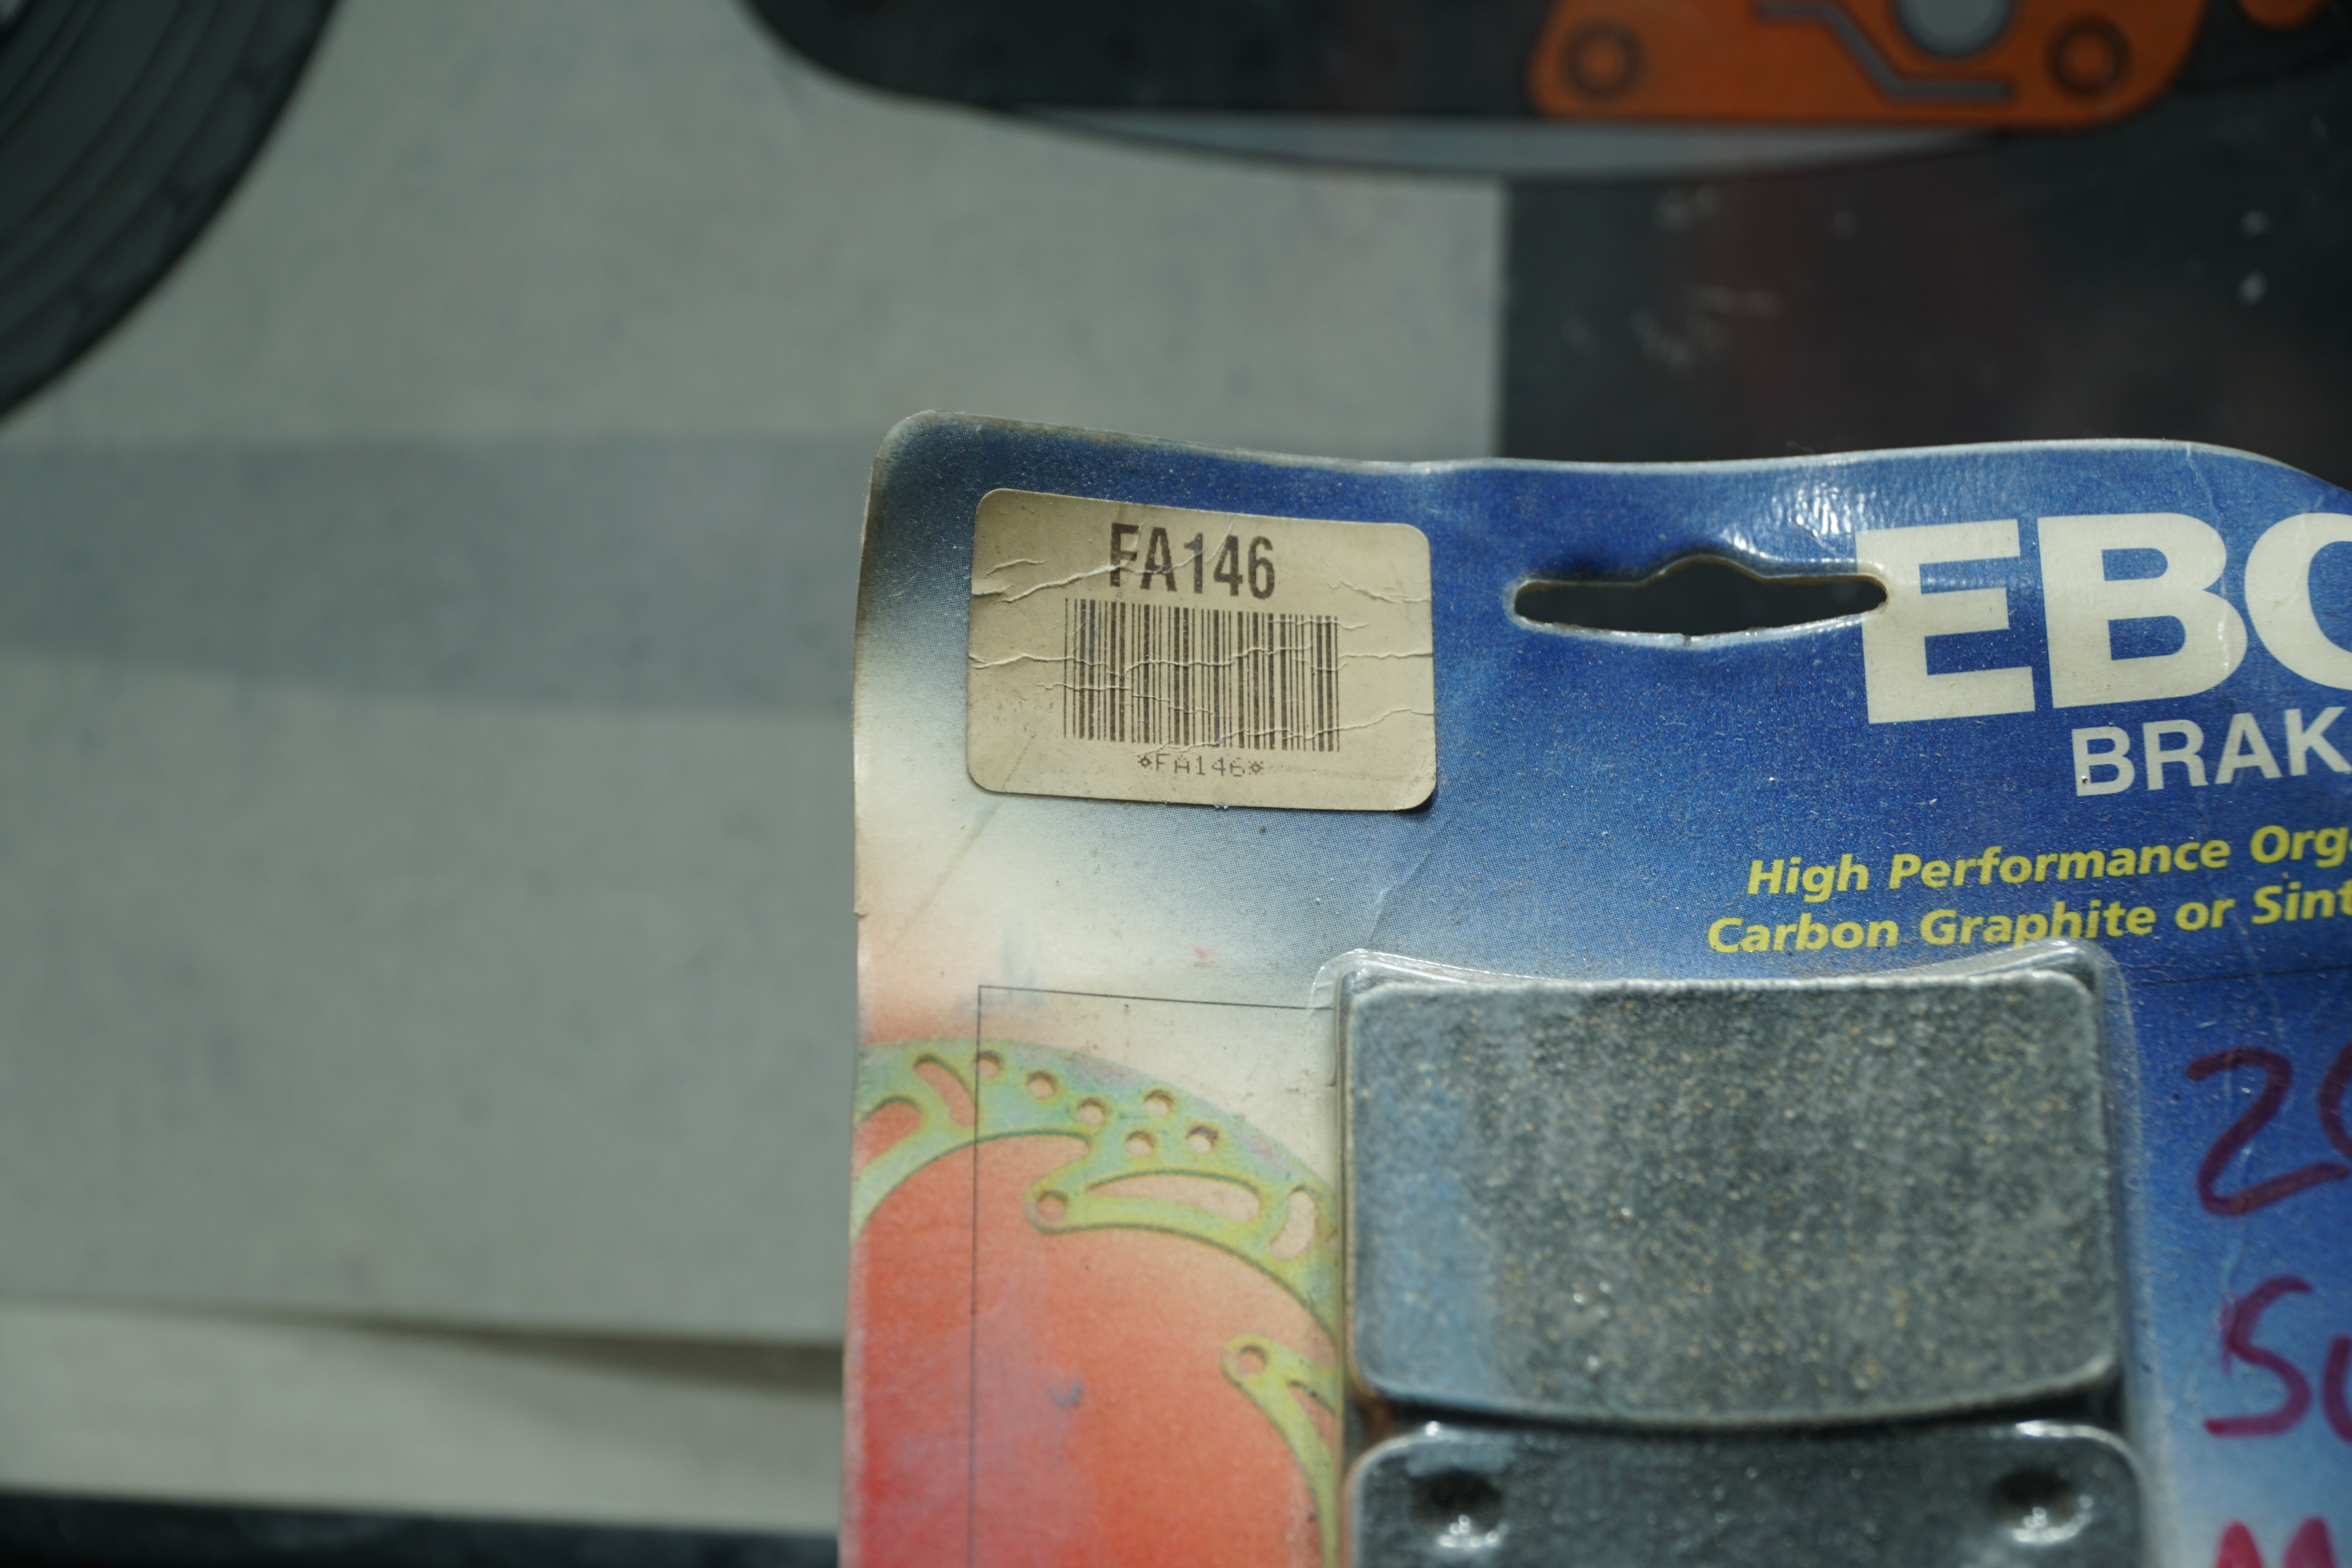 FA146
*FA146*
EBC
BRAK
High Performance Org
Carbon Graphite or Sint